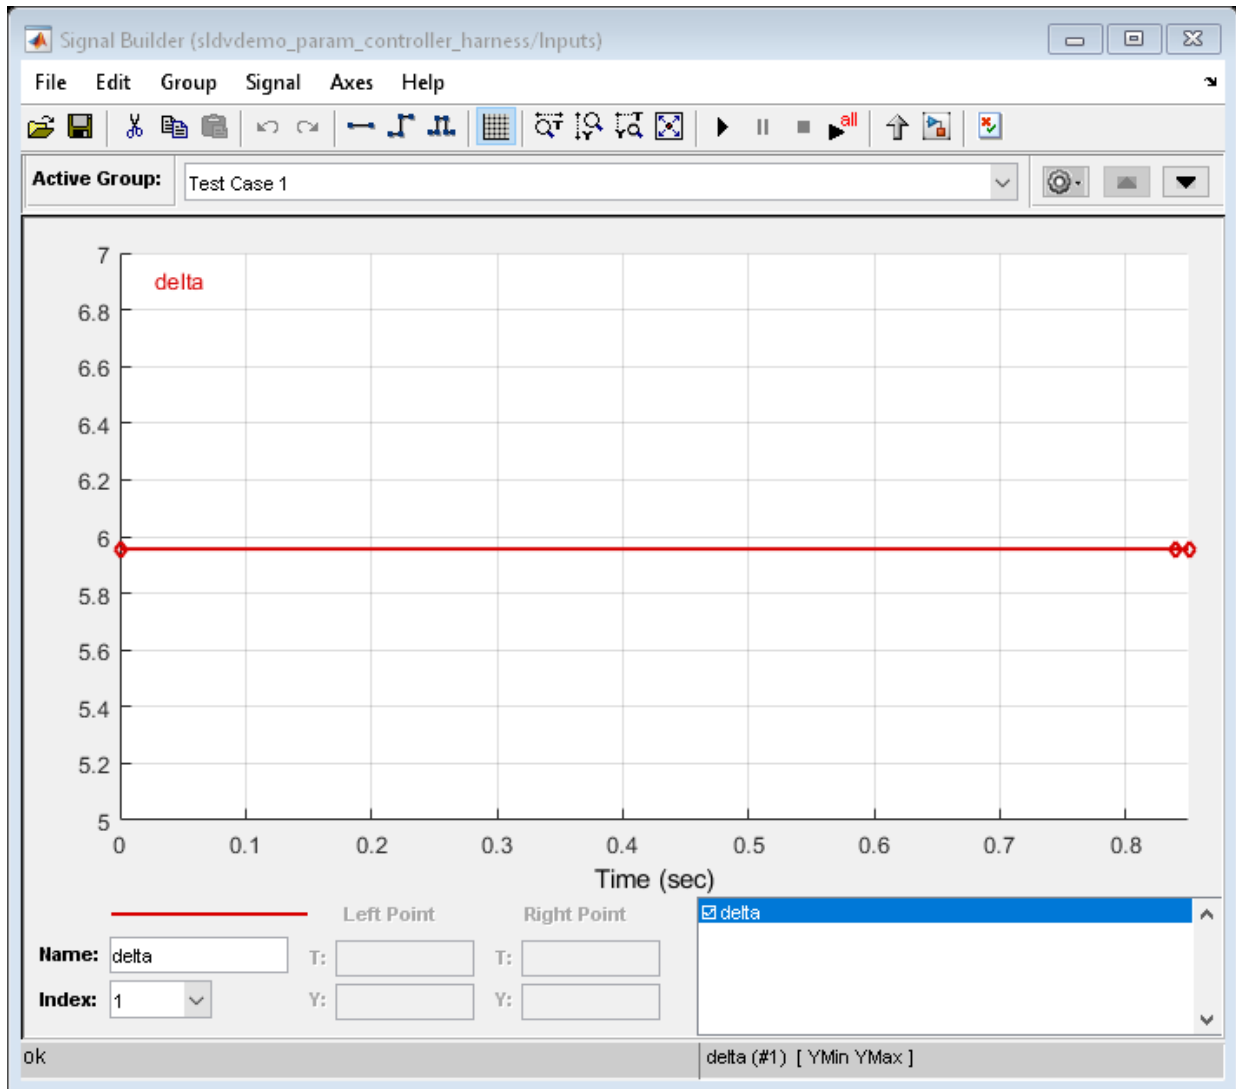 Signal Builder (sldvdemo_param_controller_harness/Inputs)
File Edit Group Signal Axes Help
all
Active Group: Test Case 1
7
delta
6.8
6.6
6.4
6.2
6
5.8
5.6
5.4
5.2
5
0 0.1 0.2 0.3 0.4 0.5 0.6 0.7 0.8
Time (sec)
Left Point Right Point delta
Name: delta T: T:
Index: 1 Y: Y:
ok delta (#1) [ YMin YMax ]